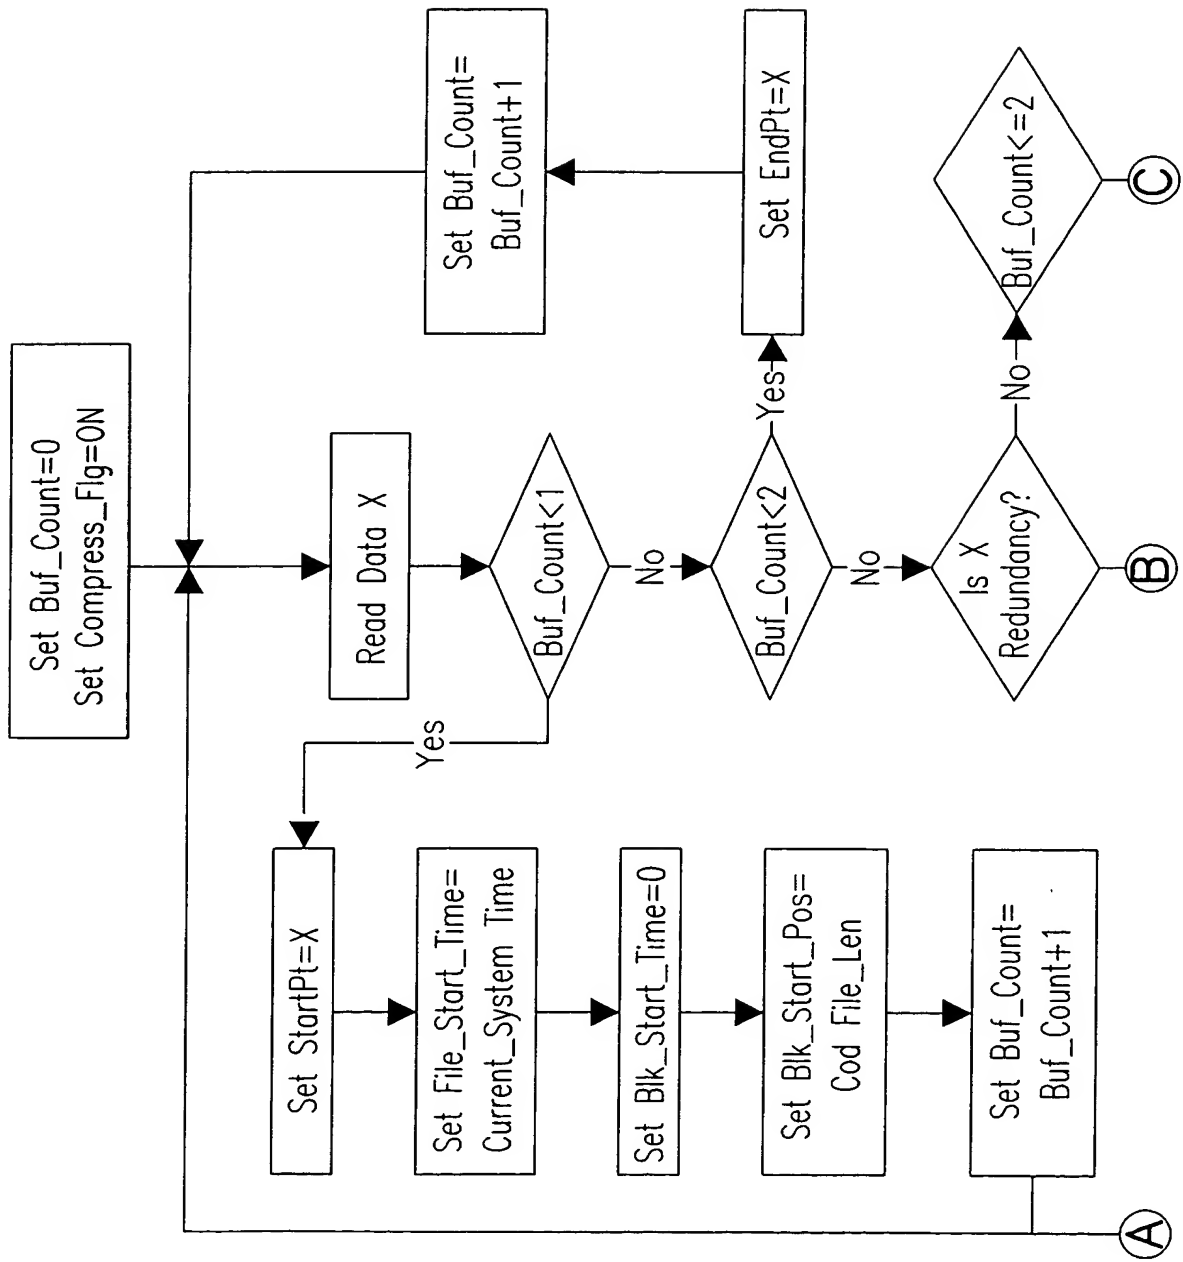 Set Buf_Count=0
Set Compress_Flg=ON
Read Data X
Buf_Count<1
Yes
No
Set StartPt=X
Set File_Start_Time=
Current_System Time
Set Blk_Start_Time=0
Set Blk_Start_Pos=
Cod File_Len
Set Buf_Count=
Buf_Count+1
A
Buf_Count<2
Yes
No
Set EndPt=X
Set Buf_Count=
Buf_Count+1
Is X
Redundancy?
No
B
Buf_Count<=2
C